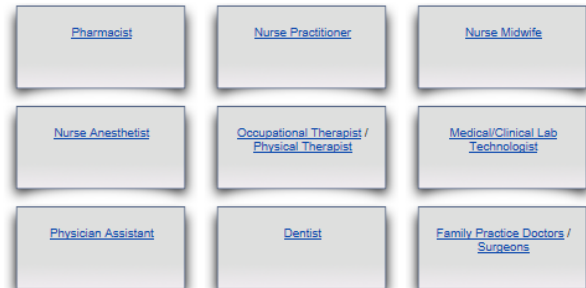 Pharmacist
Nurse Practitioner
Nurse Midwife
Nurse Anesthetist
Occupational Therapist /
Physical Therapist
Medical/Clinical Lab
Technologist
Physician Assistant
Dentist
Family Practice Doctors /
Surgeons